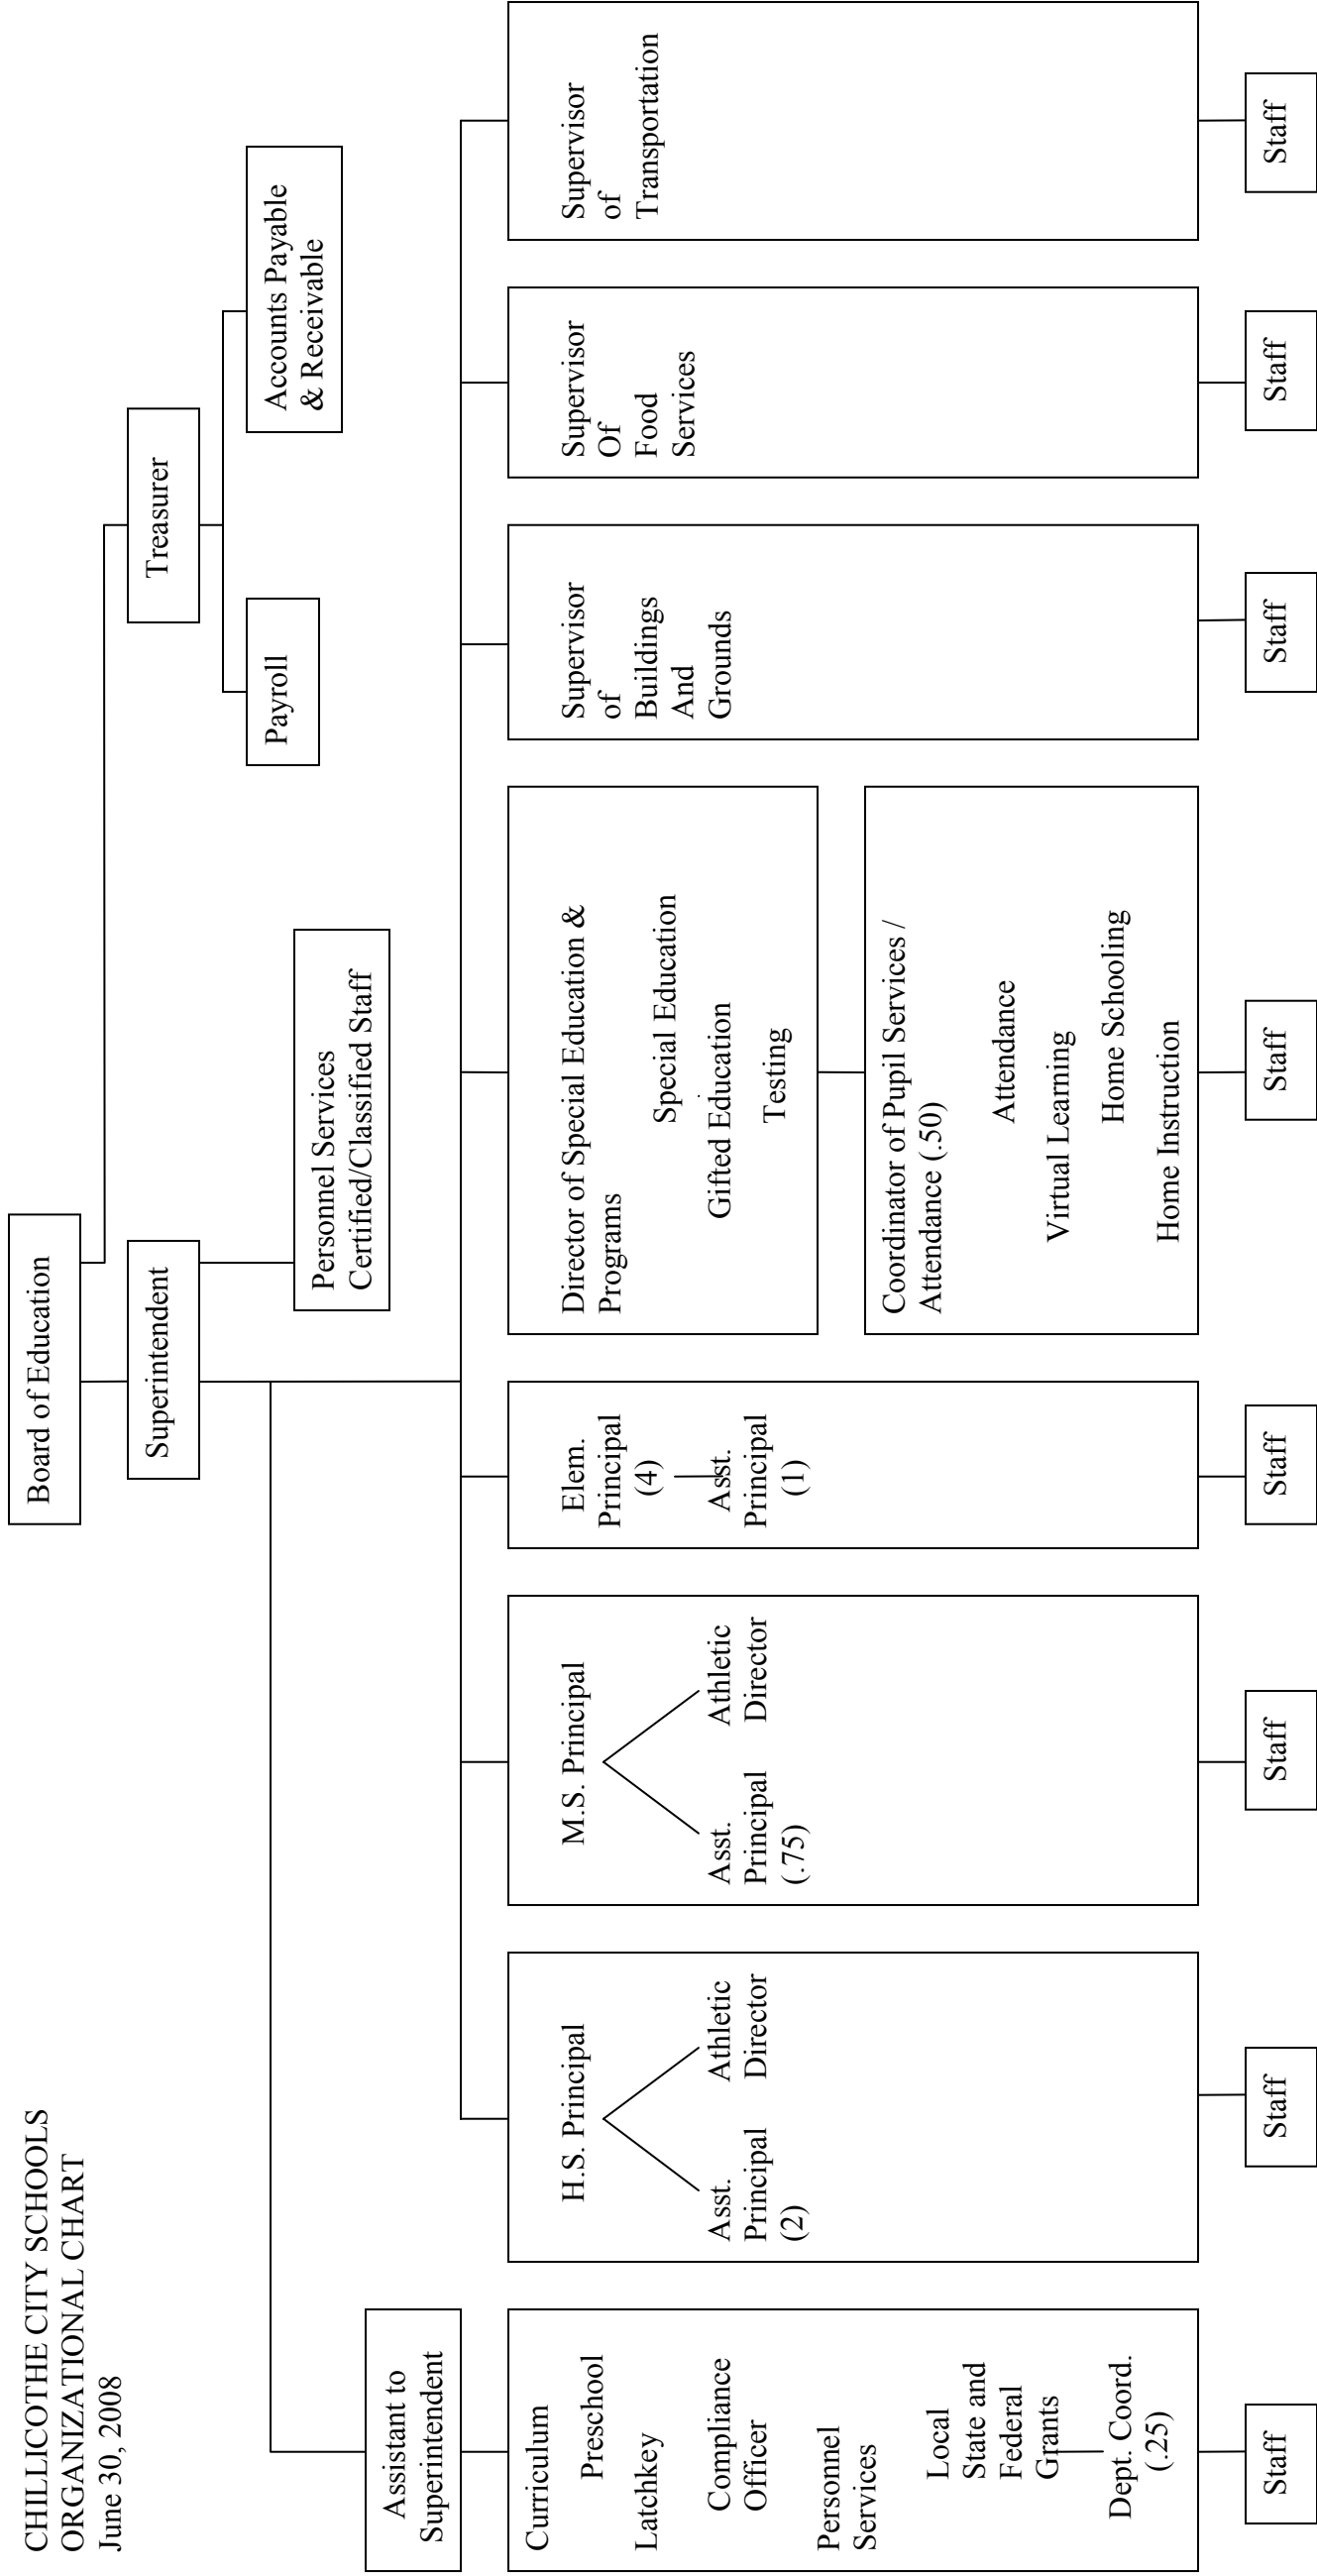 CHILLICOTHE CITY SCHOOLS
ORGANIZATIONAL CHART
June 30, 2008
Board of Education
Superintendent
Treasurer
Personnel Services
Certified/Classified Staff
Payroll
Accounts Payable
& Receivable
Assistant to
Superintendent
Curriculum
Preschool
Latchkey
Compliance
Officer
Personnel
Services
Local
State and
Federal
Grants
Dept. Coord.
(.25)
Staff
H.S. Principal
Asst.
Principal
(2)
Athletic
Director
Staff
M.S. Principal
Asst.
Principal
(.75)
Athletic
Director
Staff
Elem.
Principal
(4)
Asst.
Principal
(1)
Staff
Director of Special Education &
Programs
Special Education
Gifted Education
Testing
Coordinator of Pupil Services /
Attendance (.50)
Attendance
Virtual Learning
Home Schooling
Home Instruction
Staff
Supervisor
of
Buildings
And
Grounds
Staff
Supervisor
Of
Food
Services
Staff
Supervisor
of
Transportation
Staff